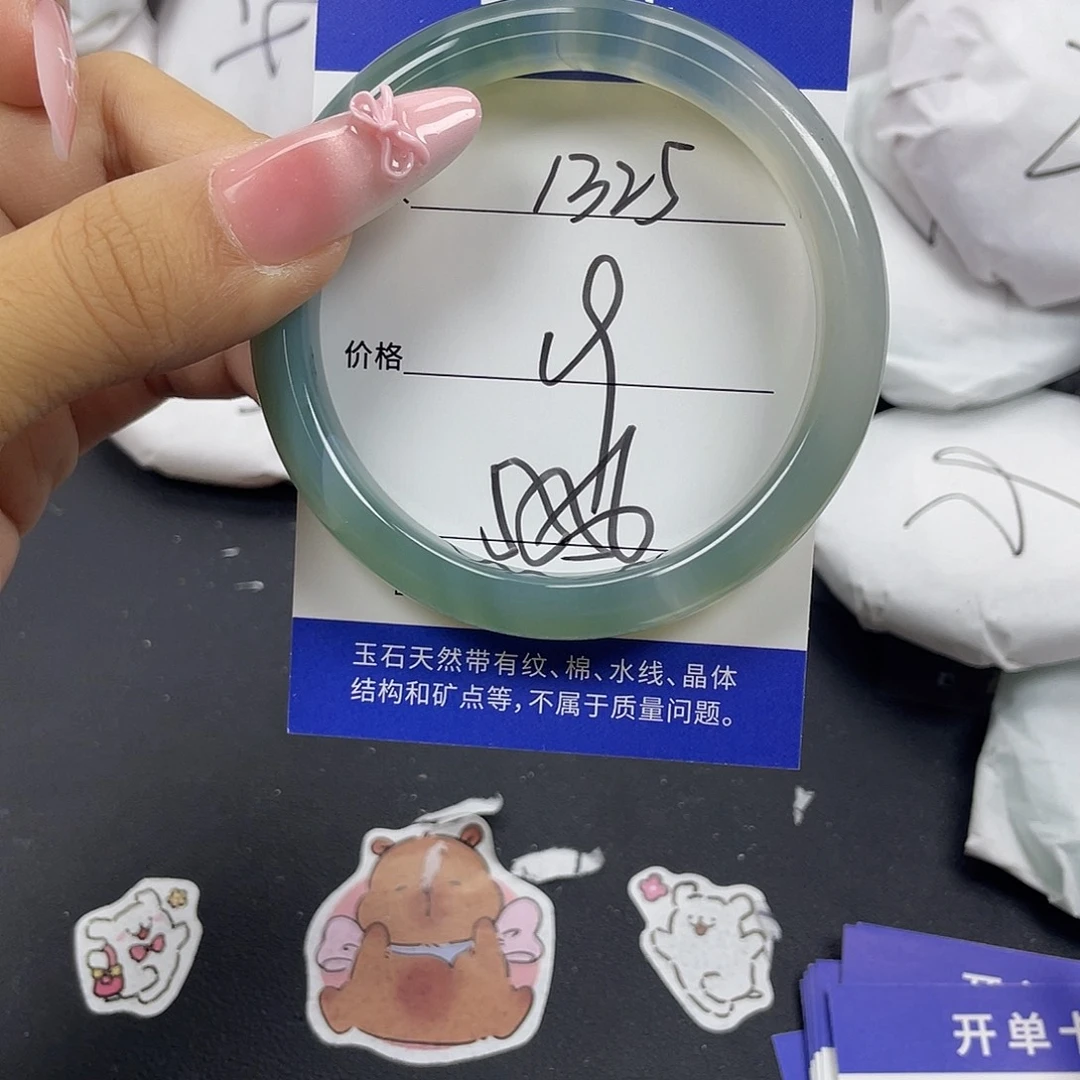 1325
价格
玉石天然带有纹、棉、水线、晶体
结构和矿点等，不属于质量问题。
开单